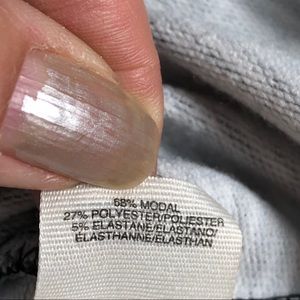 68% MODAL
27% POLYESTER/POLIESTER
5% ELASTANE/ELASTANO/
ELASTHANNE/ELASTHAN